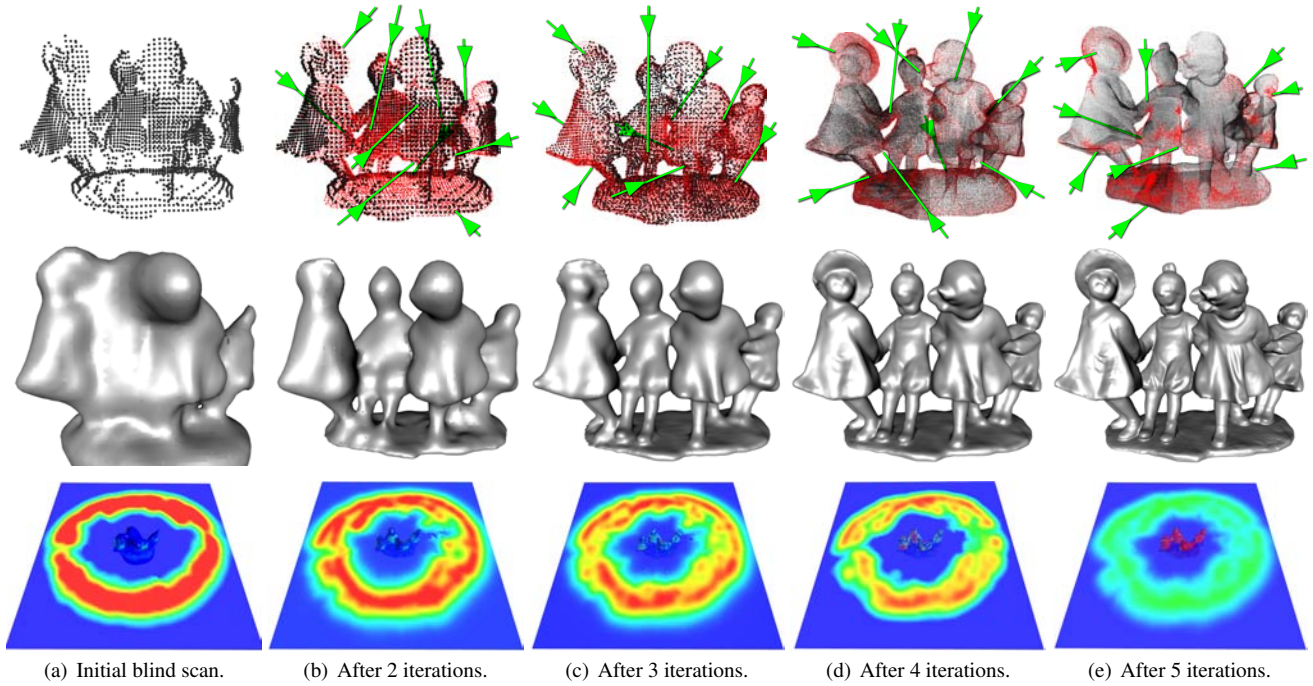 (a) Initial blind scan.
(b) After 2 iterations.
(c) After 3 iterations.
(d) After 4 iterations.
(e) After 5 iterations.